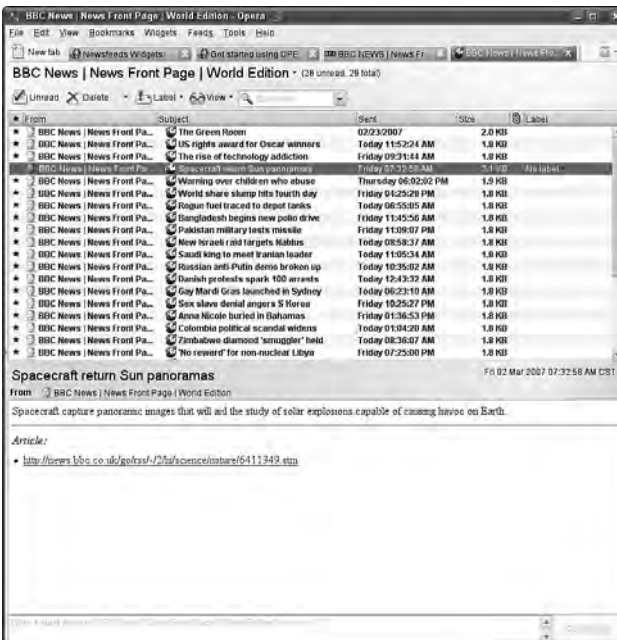 BBC News | News Front Page | World Edition - Opera
File Edit View Bookmarks Widgets Feeds Tools Help
New tab Newsfeeds Widgets: Get started using OPE BBC NEWS | News Fr BBC News | News Fro...
BBC News | News Front Page | World Edition (28 unread, 29 total)
Unread Delete Label View
From Subject Sent Size Label
BBC News | News Front Pa... The Green Room 02/23/2007 2.0 KB
BBC News | News Front Pa... US rights award for Oscar winners Today 11:52:24 AM 1.8 KB
BBC News | News Front Pa... The rise of technology addiction Friday 09:31:44 AM 1.8 KB
BBC News | News Front Pa... Spacecraft return Sun panoramas Friday 07:32:58 AM 3.1 KB No label
BBC News | News Front Pa... Warning over children who abuse Thursday 06:02:02 PM 1.9 KB
BBC News | News Front Pa... World share slump hits fourth day Friday 04:25:28 PM 1.8 KB
BBC News | News Front Pa... Rogue fuel traced to depot tanks Today 06:55:05 AM 1.8 KB
BBC News | News Front Pa... Bangladesh begins new polio drive Friday 11:45:56 AM 1.8 KB
BBC News | News Front Pa... Pakistan military tests missile Friday 11:09:07 PM 1.8 KB
BBC News | News Front Pa... New Israeli raid targets Nablus Today 08:58:37 AM 1.8 KB
BBC News | News Front Pa... Saudi king to meet Iranian leader Today 11:05:34 AM 1.8 KB
BBC News | News Front Pa... Russian anti-Putin demo broken up Today 10:35:02 AM 1.8 KB
BBC News | News Front Pa... Danish protests spark 100 arrests Today 12:43:32 AM 1.8 KB
BBC News | News Front Pa... Gay Mardi Gras launched in Sydney Today 06:23:10 AM 1.8 KB
BBC News | News Front Pa... Sex slave denial angers S Korea Friday 10:25:27 PM 1.8 KB
BBC News | News Front Pa... Anna Nicole buried in Bahamas Friday 01:36:53 PM 1.8 KB
BBC News | News Front Pa... Colombia political scandal widens Today 01:04:20 AM 1.8 KB
BBC News | News Front Pa... Zimbabwe diamond 'smuggler' held Today 08:36:07 AM 1.8 KB
BBC News | News Front Pa... 'No reward' for non-nuclear Libya Friday 07:25:00 PM 1.8 KB
Spacecraft return Sun panoramas Fri 02 Mar 2007 07:32:58 AM CST
From BBC News | News Front Page | World Edition
Spacecraft capture panoramic images that will aid the study of solar explosions capable of causing havoc on Earth.
Article:
• http://news.bbc.co.uk/go/rss/-/2/hi/science/nature/6411349.stm